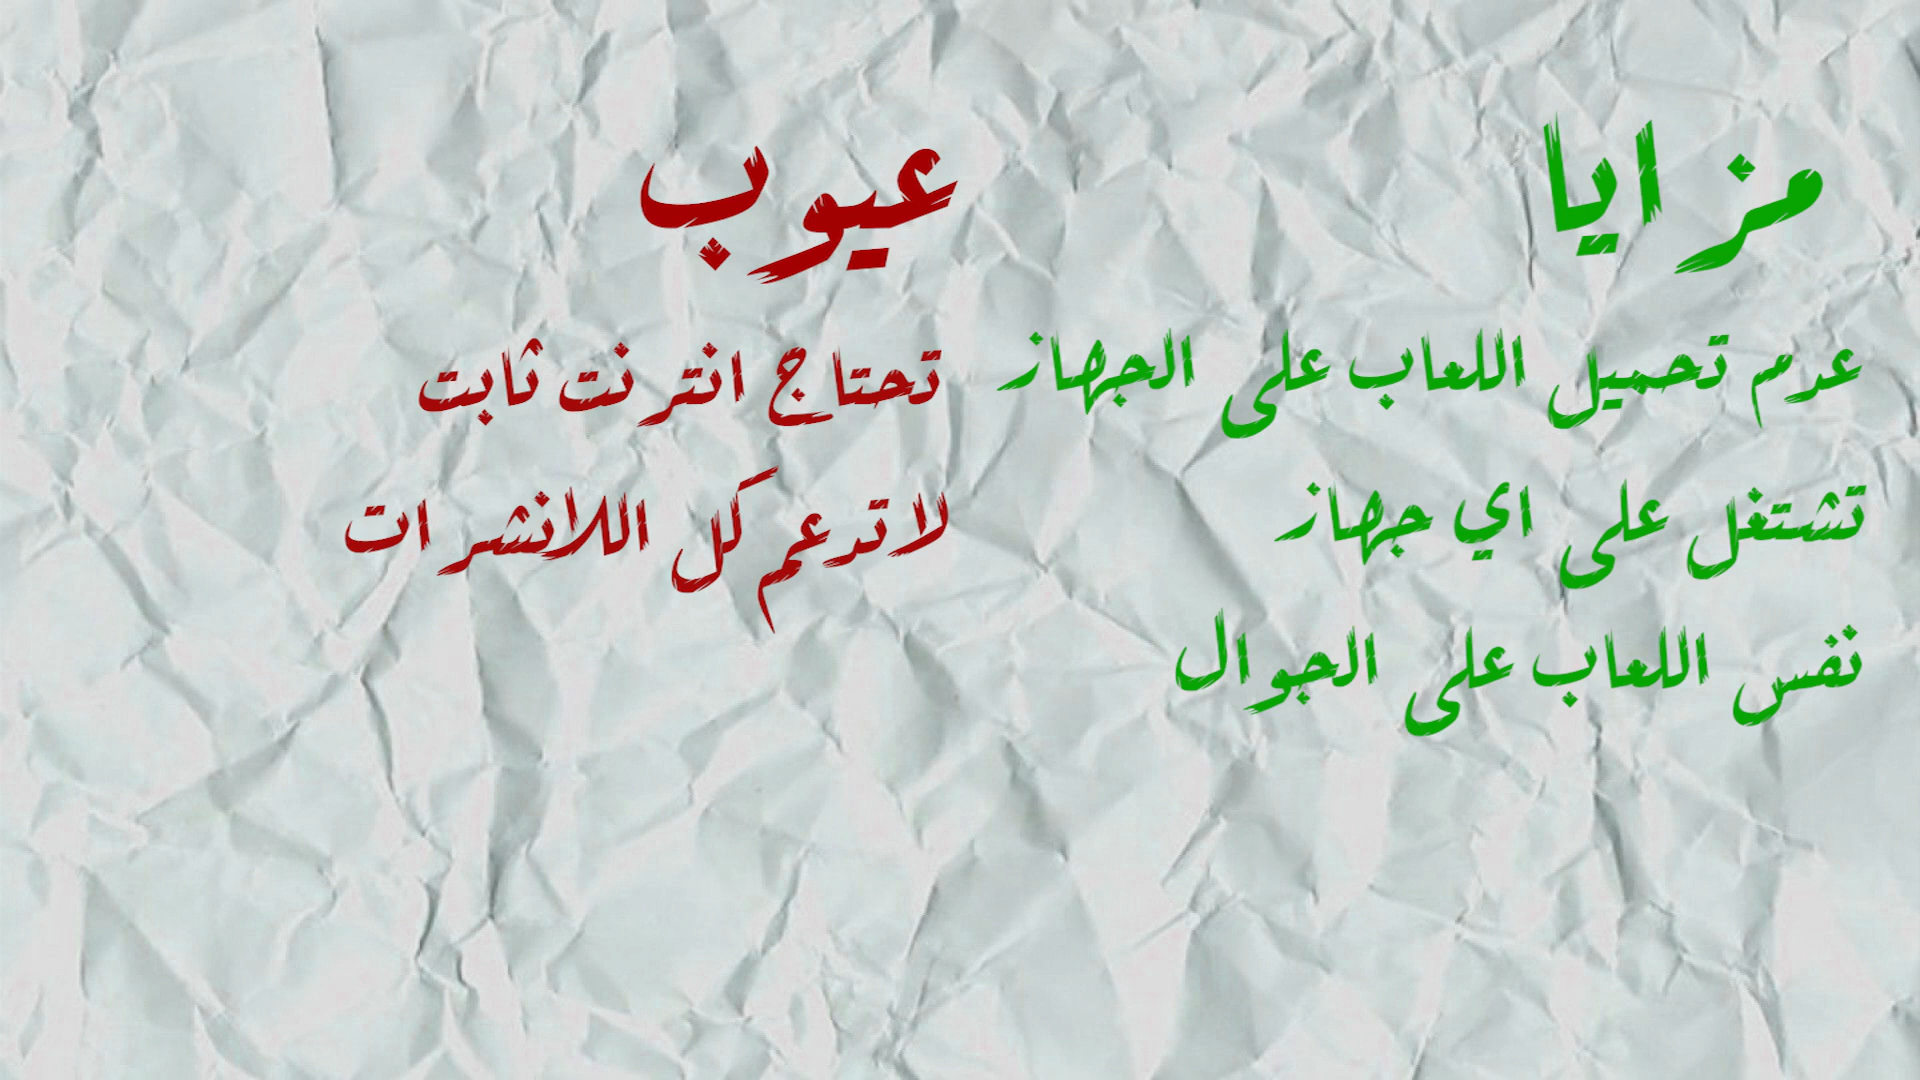 مزايا
عدم تحميل اللعاب على الجهاز
تشتغل على اي جهاز
نفس اللعاب على الجوال
عيوب
تحتاج انترنت ثابت
لاتدعم كل اللانشرات